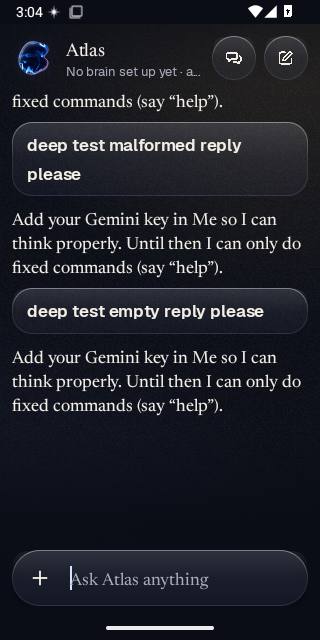 3:04
Atlas
No brain set up yet · a...
fixed commands (say “help”).
deep test malformed reply
please
Add your Gemini key in Me so I can
think properly. Until then I can only do
fixed commands (say “help”).
deep test empty reply please
Add your Gemini key in Me so I can
think properly. Until then I can only do
fixed commands (say “help”).
Ask Atlas anything